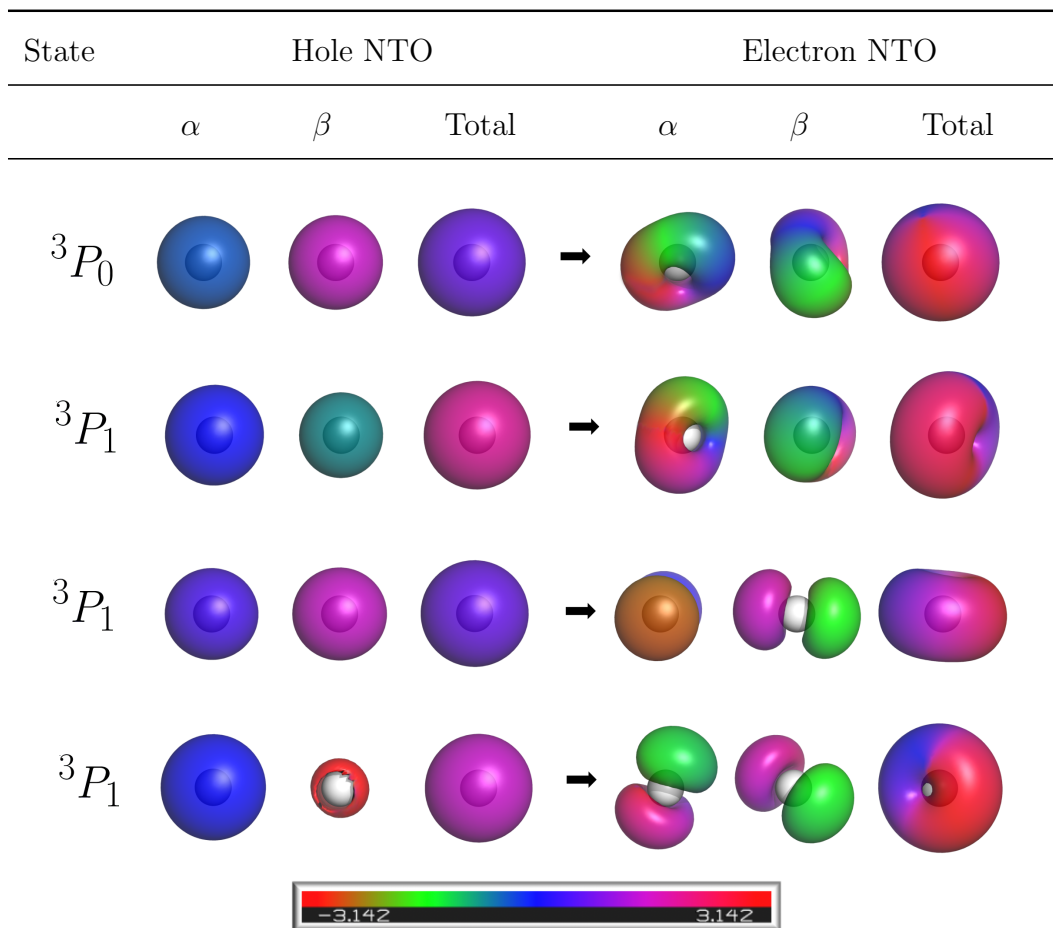 State Hole NTO Electron NTO
α β Total α β Total
³P₀
³P₁
³P₁
³P₁
−3.142 3.142